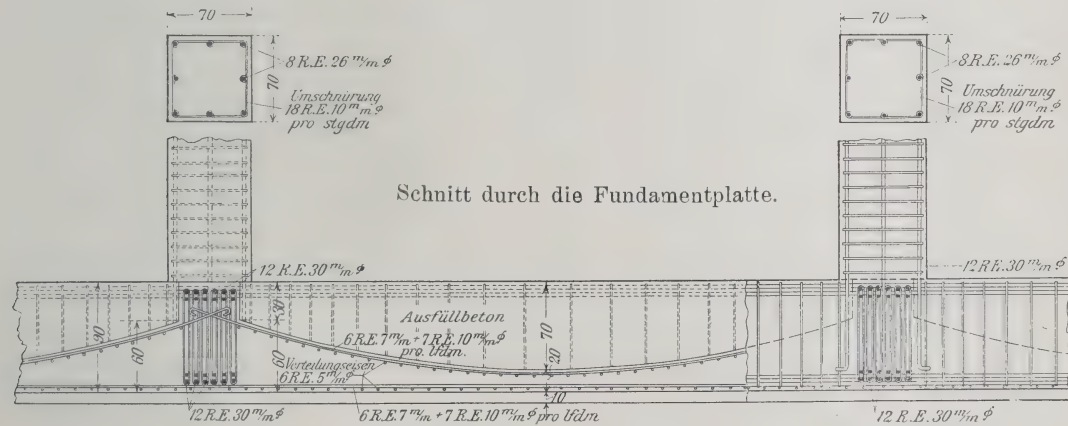 70
8 R.E. 26 m/m ϕ
70
Umschnürung
18 R.E. 10 m/m ϕ
pro stgdm
70
8 R.E. 26 m/m ϕ
70
Umschnürung
18 R.E. 10 m/m ϕ
pro stgdm
Schnitt durch die Fundamentplatte.
12 R.E. 30 m/m ϕ
12 R.E. 30 m/m ϕ
90
60
30
60
Ausfüllbeton
6 R.E. 7 m/m + 7 R.E. 10 m/m ϕ
pro lfdm.
Verteilungseisen
6 R.E. 5 m/m ϕ
70
20
10
12 R.E. 30 m/m ϕ
6 R.E. 7 m/m + 7 R.E. 10 m/m ϕ pro lfdm
12 R.E. 30 m/m ϕ